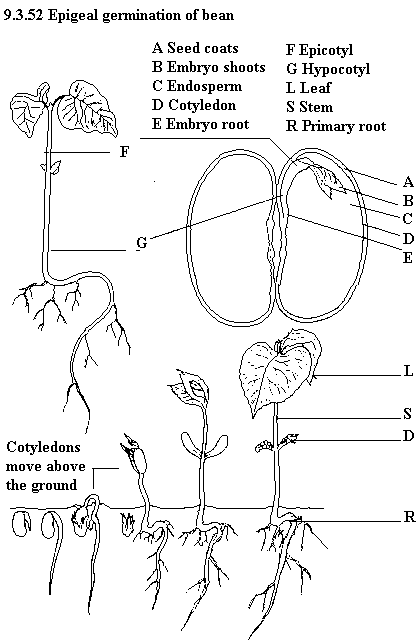 9.3.52 Epigeal germination of bean
A Seed coats
B Embryo shoots
C Endosperm
D Cotyledon
E Embryo root
F Epicotyl
G Hypocotyl
L Leaf
S Stem
R Primary root
F
G
A
B
C
D
E
L
S
D
R
Cotyledons
move above
the ground